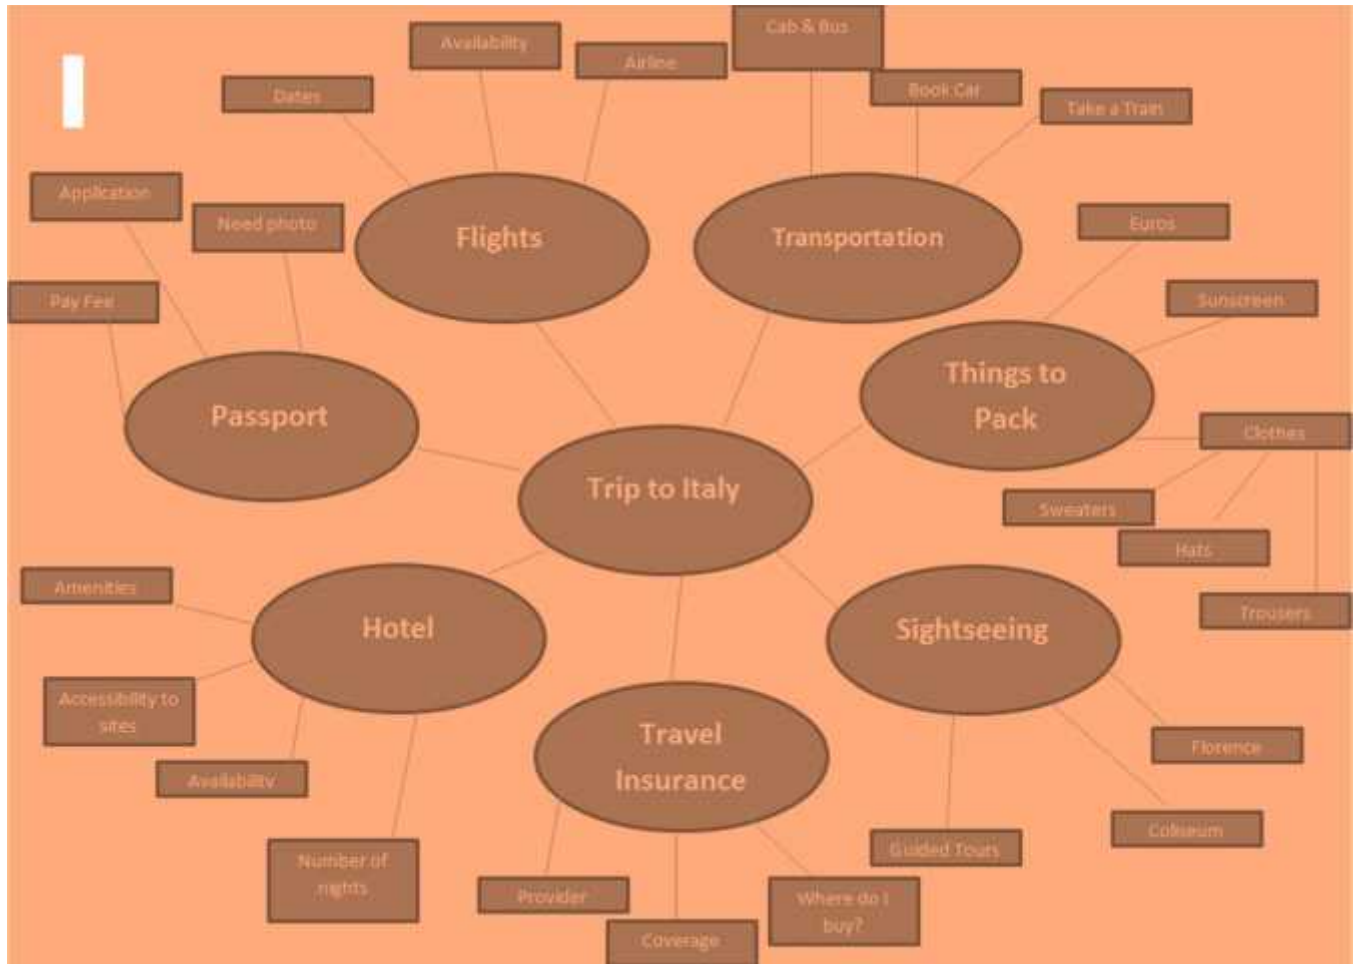 Cab & Bus
Availability
Airline
Dates
Book Car
Take a Train
Application
Need photo
Flights
Transportation
Euros
Pay Fee
Sunscreen
Passport
Things to
Pack
Clothes
Trip to Italy
Sweaters
Hats
Trousers
Amenities
Hotel
Sightseeing
Accessibility to
sites
Availability
Travel
Insurance
Florence
Coliseum
Guided Tours
Number of
nights
Provider
Coverage
Where do I
buy?